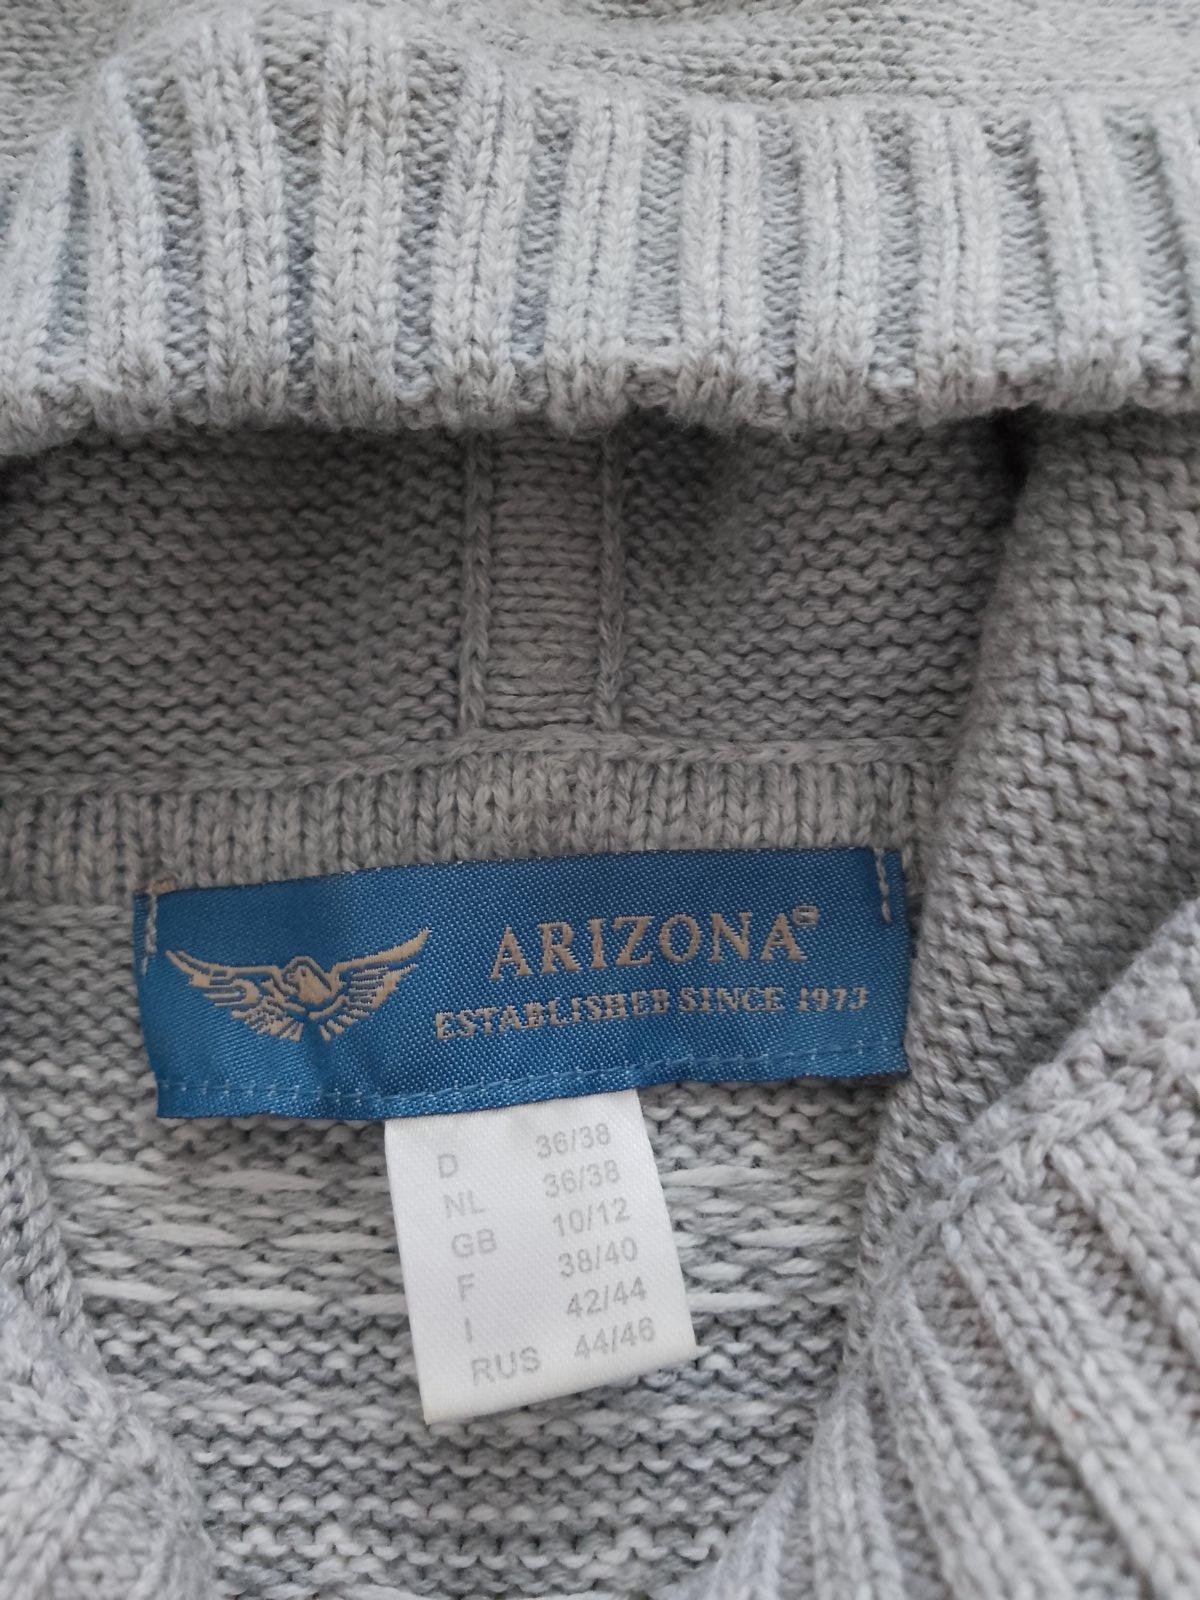 ARIZONA®
ESTABLISHED SINCE 1973
D 36/38
NL 36/38
GB 10/12
F 38/40
I 42/44
RUS 44/46